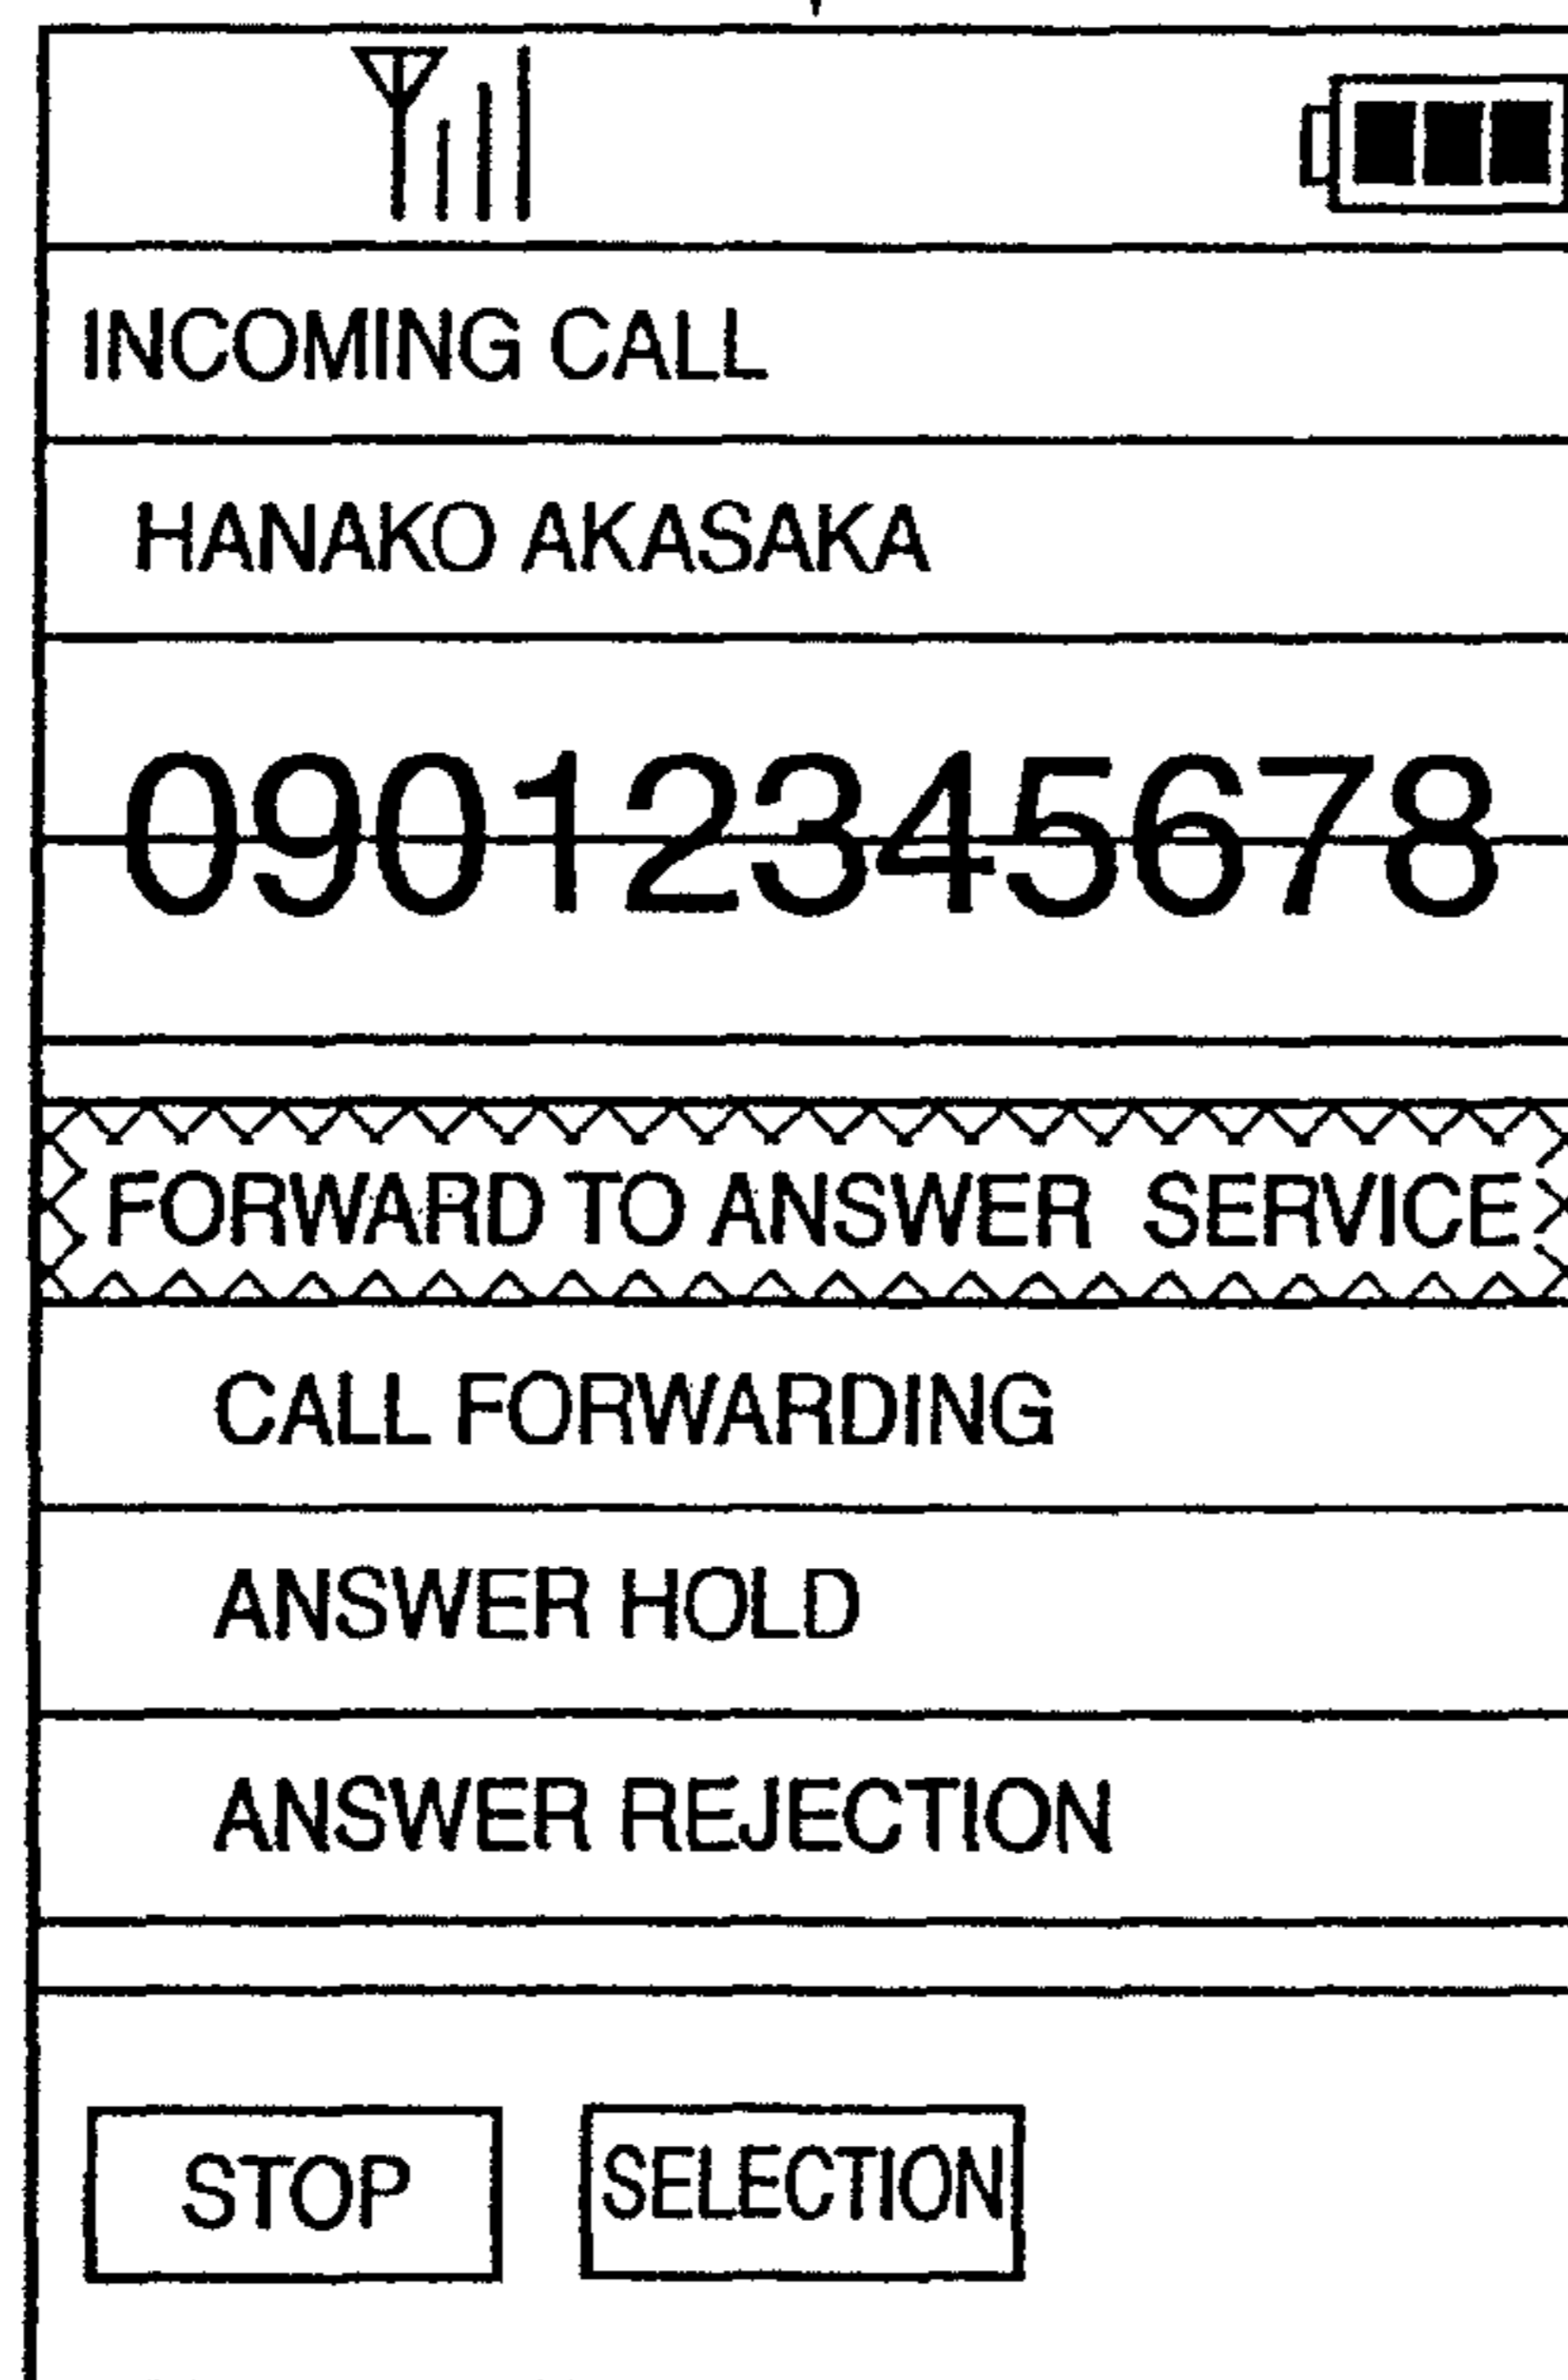 INCOMING CALL
HANAKO AKASAKA
09012345678
FORWARD TO ANSWER SERVICE
CALL FORWARDING
ANSWER HOLD
ANSWER REJECTION
STOP SELECTION